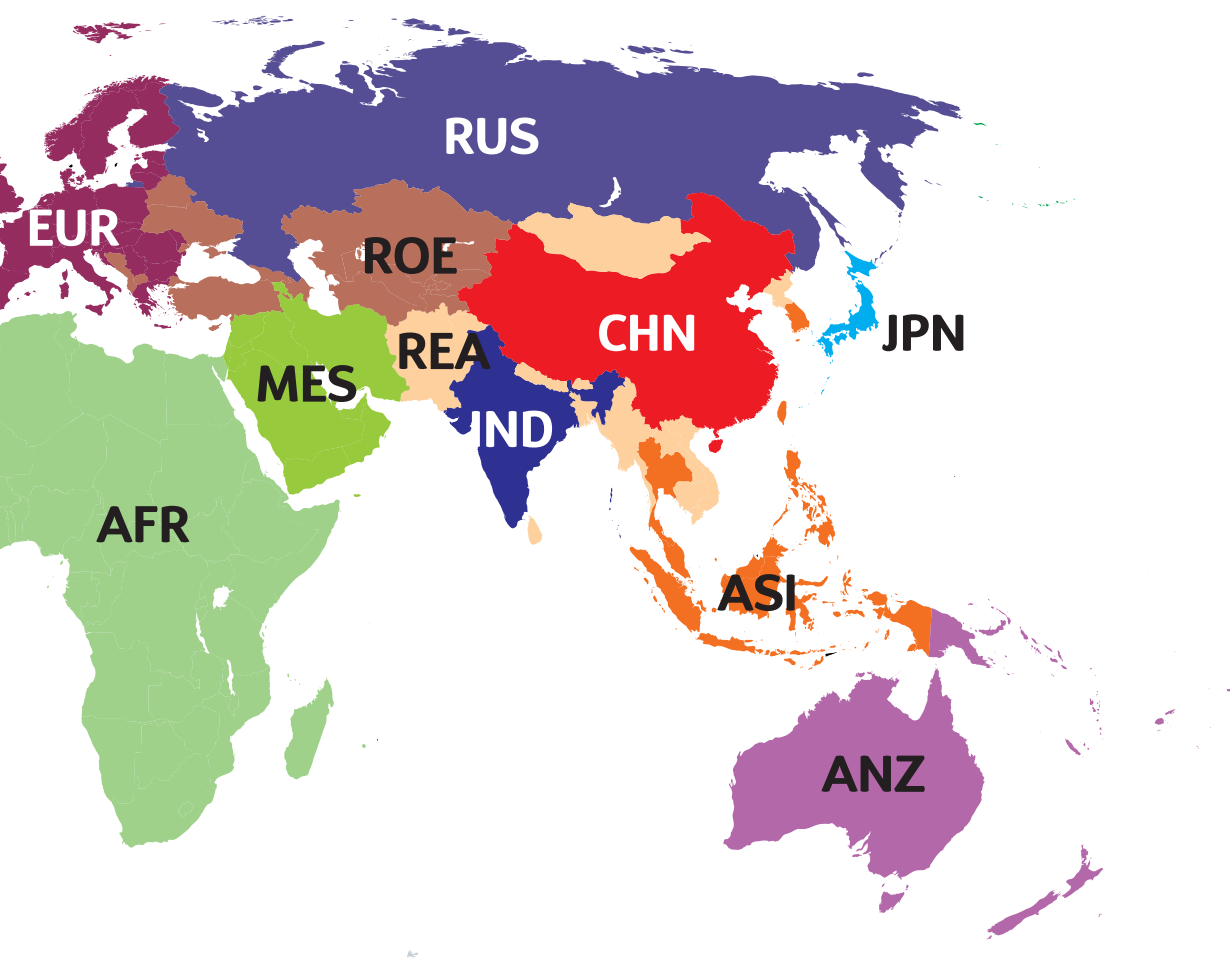 RUS
EUR
ROE
CHN
JPN
REA
MES
IND
AFR
ASI
ANZ